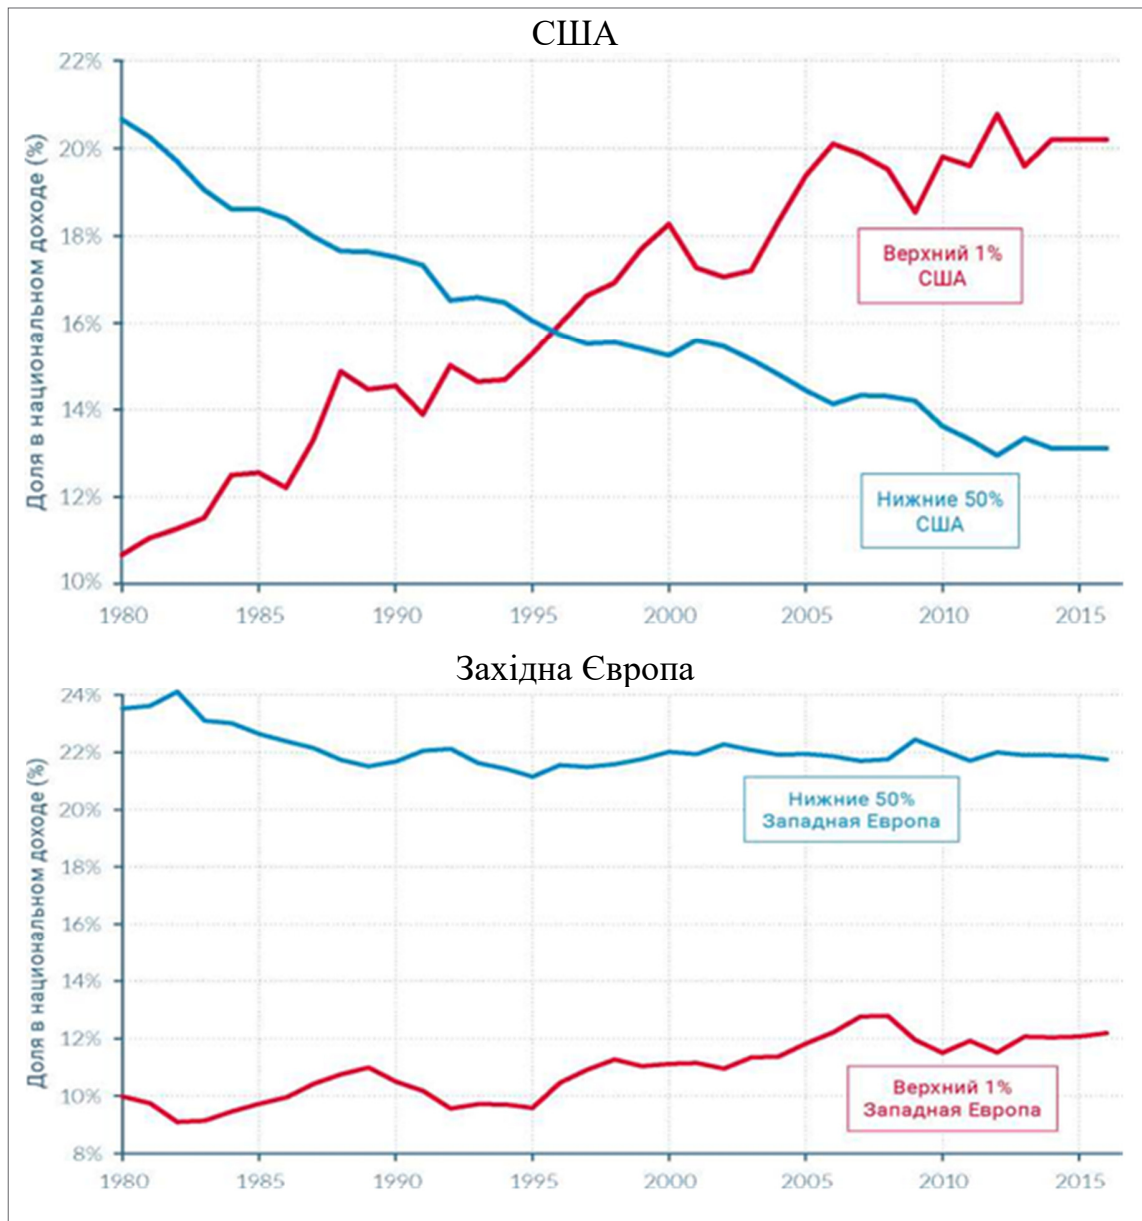 США
Доля в национальном доходе (%)
22%
20%
18%
16%
14%
12%
10%
Верхний 1%
США
Нижние 50%
США
1980 1985 1990 1995 2000 2005 2010 2015
Західна Європа
Доля в национальном доходе (%)
24%
22%
20%
18%
16%
14%
12%
10%
8%
Нижние 50%
Западная Европа
Верхний 1%
Западная Европа
1980 1985 1990 1995 2000 2005 2010 2015